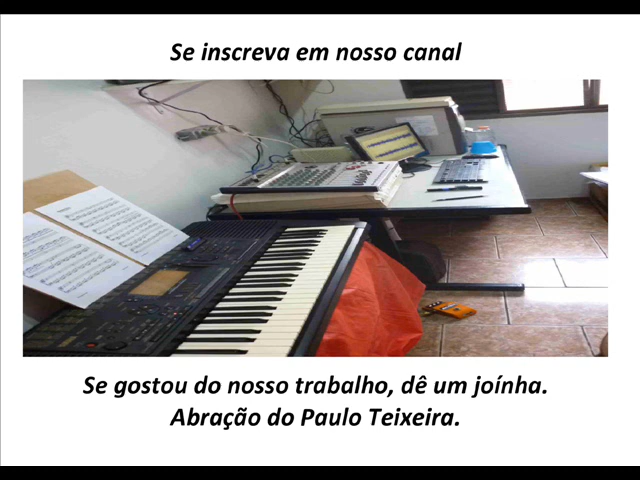 Se inscreva em nosso canal
Se gostou do nosso trabalho, dê um joínha.
Abração do Paulo Teixeira.